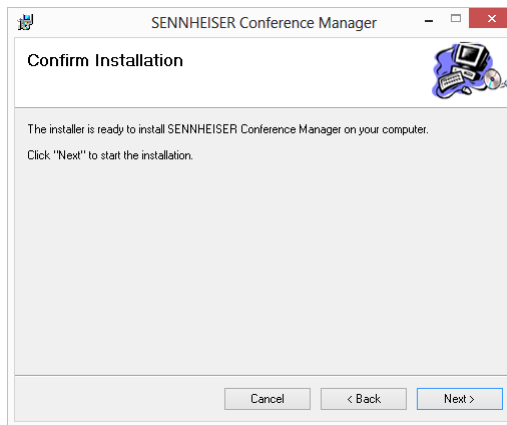 SENNHEISER Conference Manager
Confirm Installation
The installer is ready to install SENNHEISER Conference Manager on your computer.
Click "Next" to start the installation.
Cancel
< Back
Next >